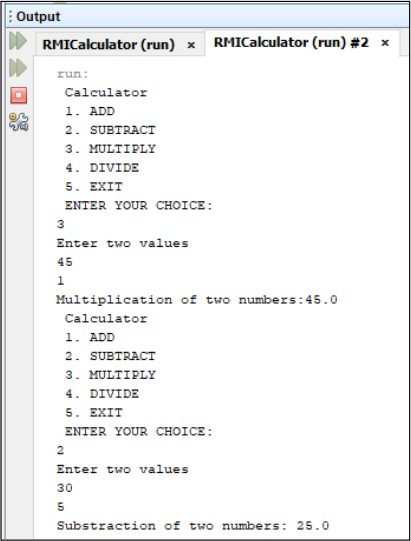 Output
RMICalculator (run) × RMICalculator (run) #2 ×
run:
Calculator
1. ADD
2. SUBTRACT
3. MULTIPLY
4. DIVIDE
5. EXIT
ENTER YOUR CHOICE:
3
Enter two values
45
1
Multiplication of two numbers:45.0
Calculator
1. ADD
2. SUBTRACT
3. MULTIPLY
4. DIVIDE
5. EXIT
ENTER YOUR CHOICE:
2
Enter two values
30
5
Substraction of two numbers: 25.0